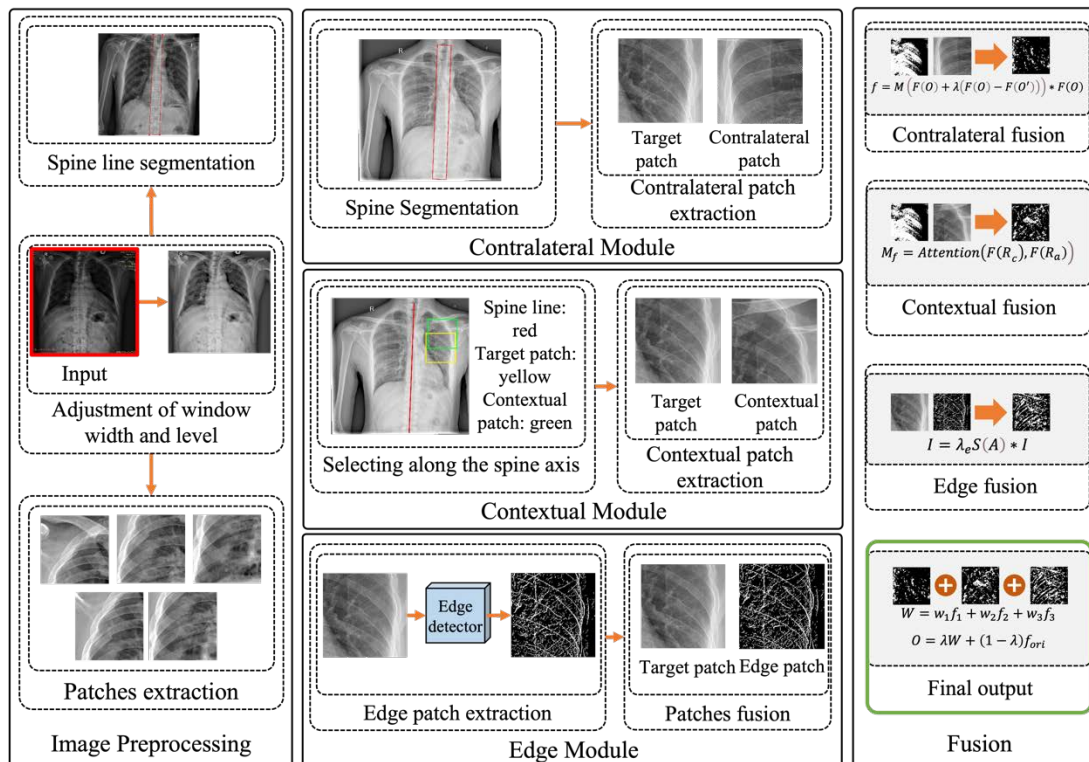 Spine line segmentation
Input
Adjustment of window
width and level
Patches extraction
Image Preprocessing
R
Spine Segmentation
Target
patch
Contralateral
patch
Contralateral patch
extraction
Contralateral Module
R
Spine line:
red
Target patch:
yellow
Contextual
patch: green
Selecting along the spine axis
Target
patch
Contextual
patch
Contextual patch
extraction
Contextual Module
Edge
detector
Edge patch extraction
Target patch
Edge patch
Patches fusion
Edge Module
f = M(F(O) + λ(F(O) − F(O′))) ∗ F(O)
Contralateral fusion
M_f = Attention(F(R_c), F(R_a))
Contextual fusion
I = λ_e S(A) ∗ I
Edge fusion
W = w_1f_1 + w_2f_2 + w_3f_3
O = λW + (1 − λ)f_ori
Final output
Fusion